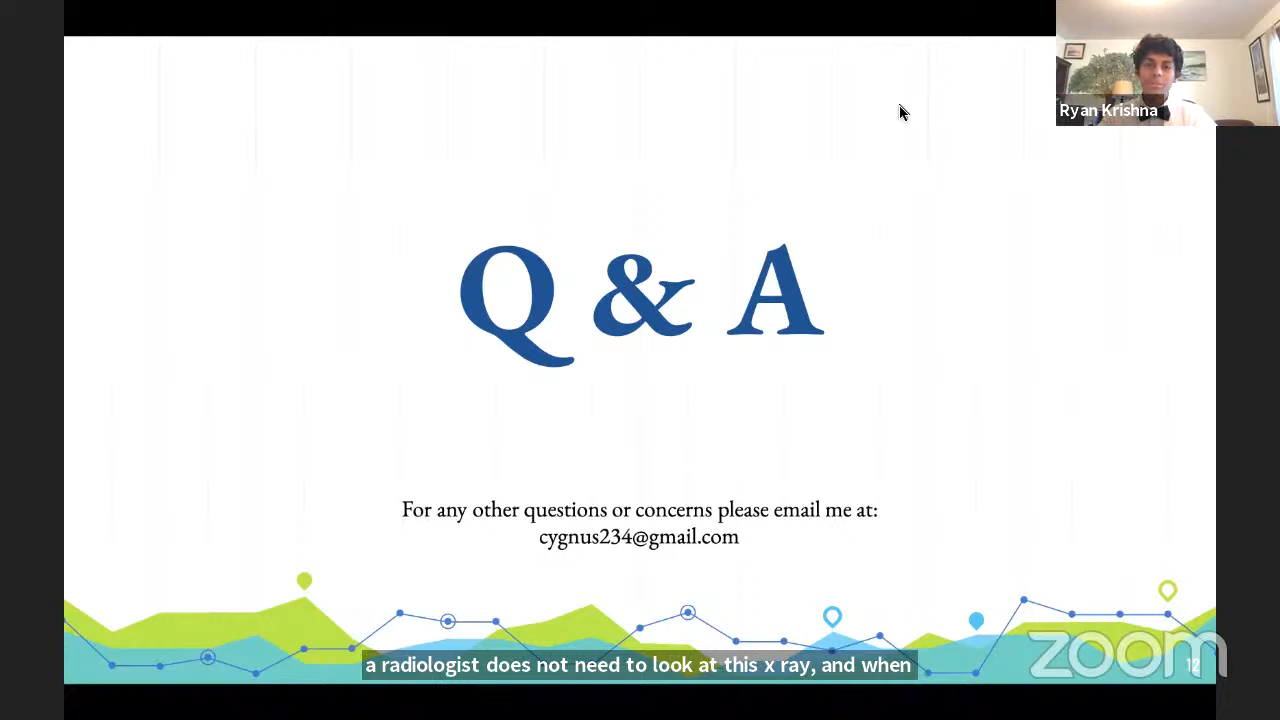 Ryan Krishna
Q & A
For any other questions or concerns please email me at:
cygnus234@gmail.com
a radiologist does not need to look at this x ray, and when
zoom
12